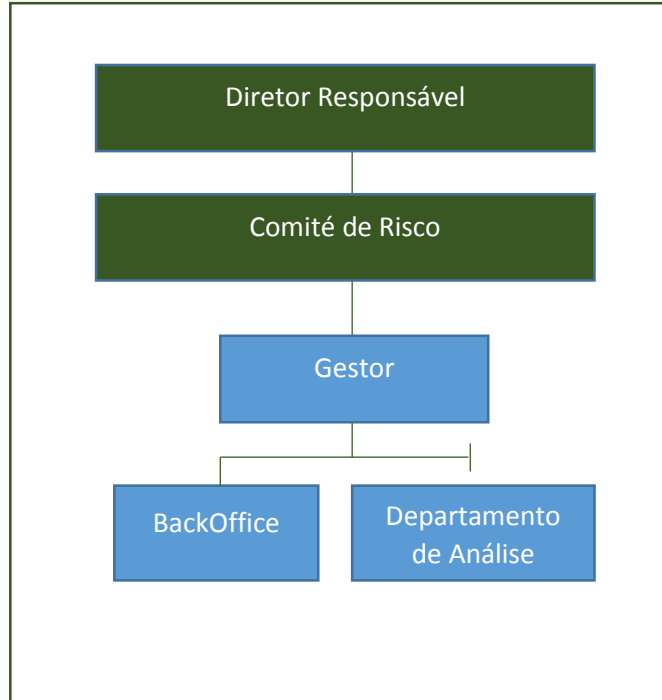 Diretor Responsável
Comité de Risco
Gestor
BackOffice
Departamento
de Análise